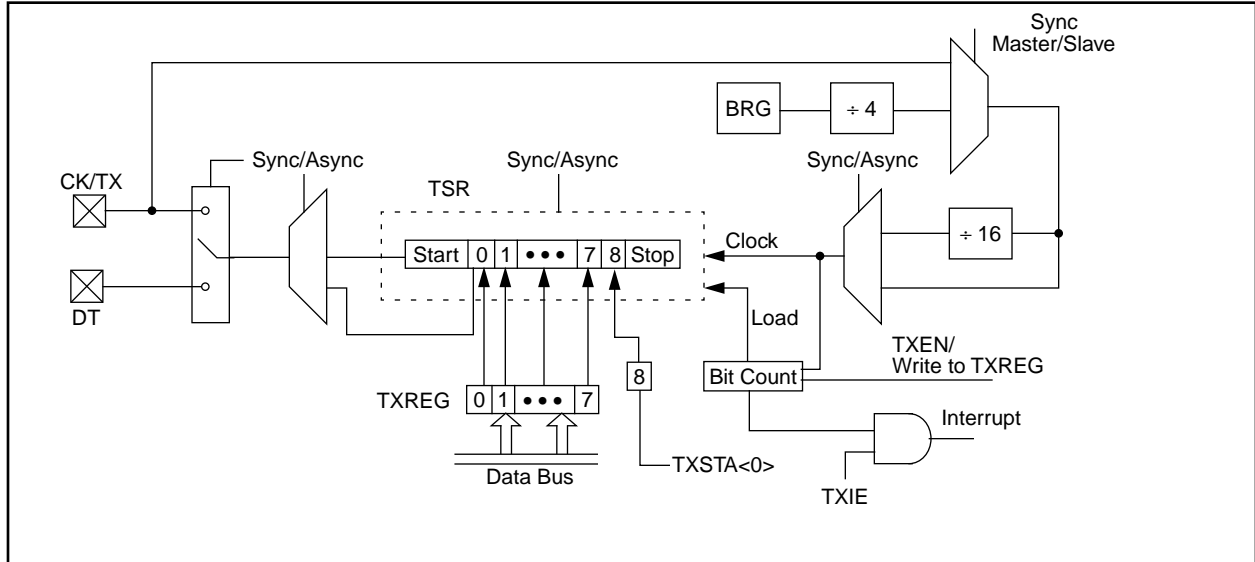 Sync
Master/Slave
BRG
÷ 4
Sync/Async
Sync/Async
Sync/Async
CK/TX
TSR
÷ 16
Start 0 1 ••• 7 8 Stop
Clock
DT
Load
TXEN/
Write to TXREG
8
Bit Count
TXREG
0 1 ••• 7
Interrupt
TXSTA<0>
Data Bus
TXIE